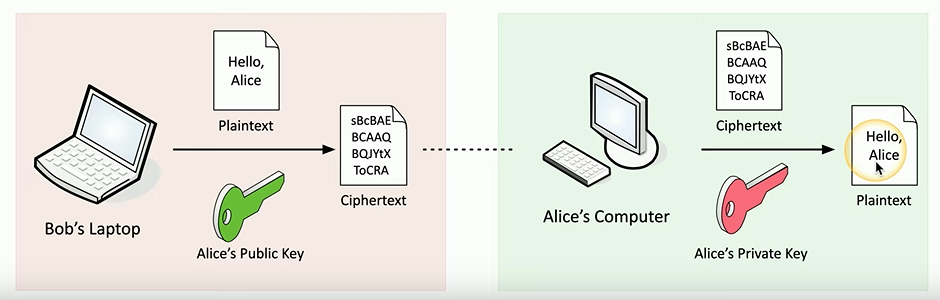 Hello,
Alice
Plaintext
sBcBAE
BCAAQ
BQJYtX
ToCRA
Ciphertext
Bob's Laptop
Alice's Public Key
sBcBAE
BCAAQ
BQJYtX
ToCRA
Ciphertext
Hello,
Alice
Plaintext
Alice's Computer
Alice's Private Key